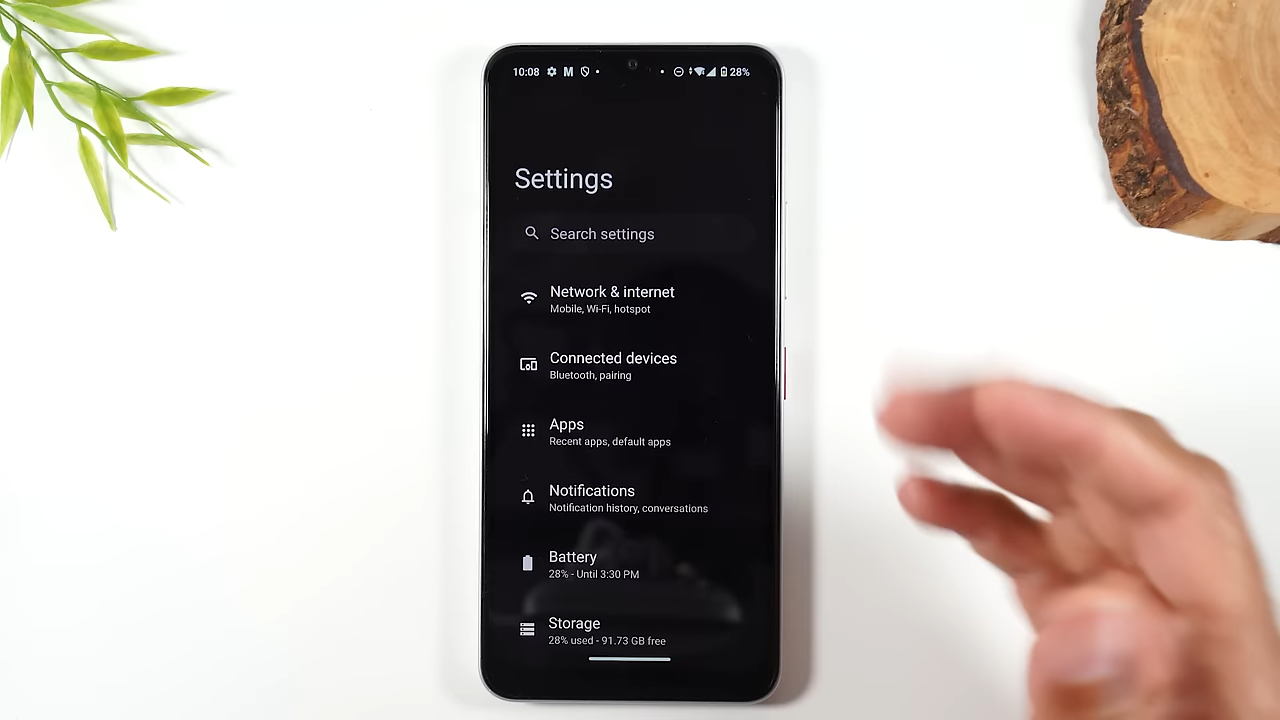 10:08 M 28%
Settings
Search settings
Network & internet
Mobile, Wi-Fi, hotspot
Connected devices
Bluetooth, pairing
Apps
Recent apps, default apps
Notifications
Notification history, conversations
Battery
28% - Until 3:30 PM
Storage
28% used - 91.73 GB free